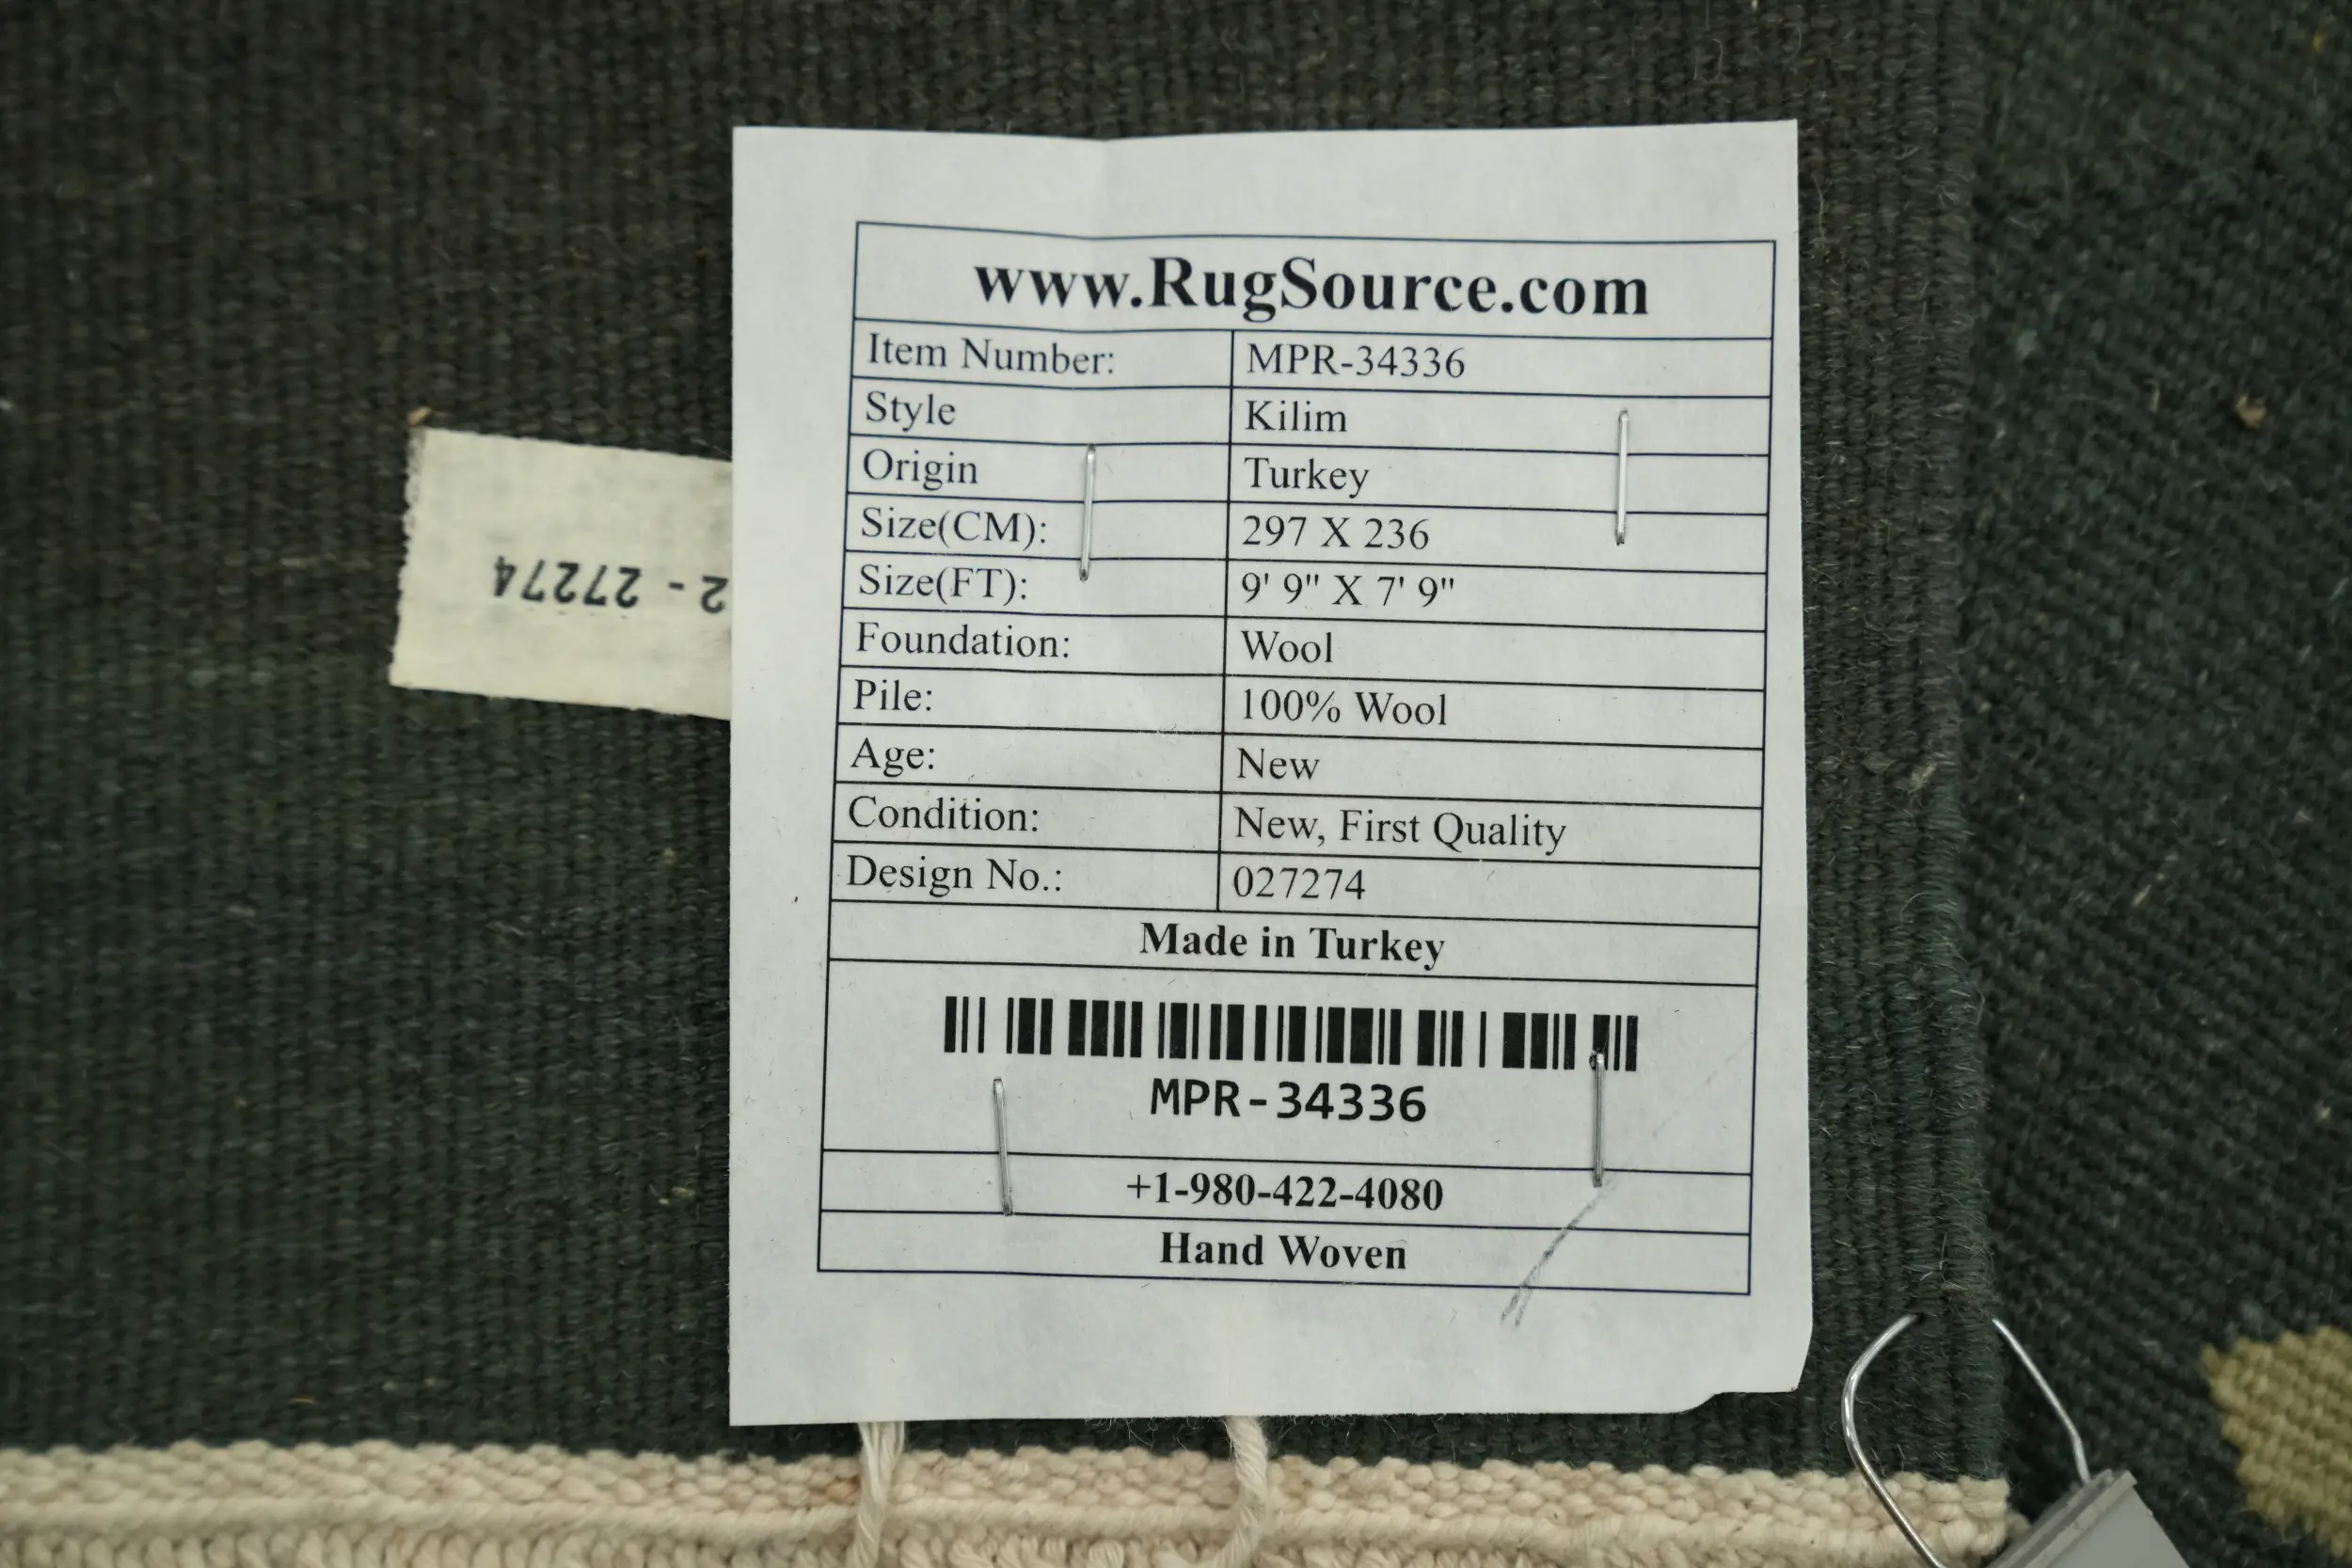 www.RugSource.com
Item Number: MPR-34336
Style Kilim
Origin Turkey
Size(CM): 297 X 236
Size(FT): 9' 9" X 7' 9"
Foundation: Wool
Pile: 100% Wool
Age: New
Condition: New, First Quality
Design No.: 027274
Made in Turkey
MPR-34336
+1-980-422-4080
Hand Woven
2 - 27274